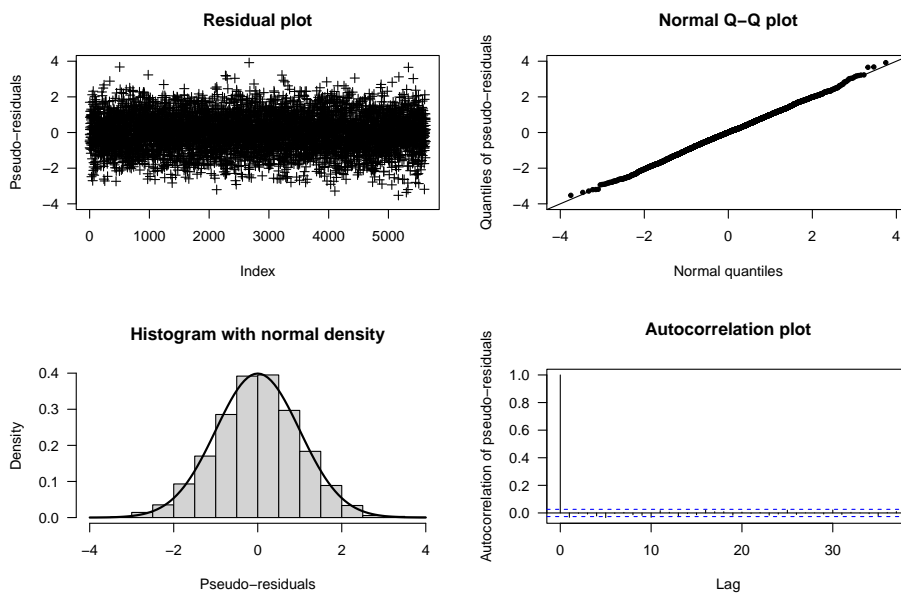 Residual plot
Pseudo−residuals
4
2
0
−2
−4
0 1000 2000 3000 4000 5000
Index
Normal Q−Q plot
Quantiles of pseudo−residuals
4
2
0
−2
−4
−4 −2 0 2 4
Normal quantiles
Histogram with normal density
Density
0.4
0.3
0.2
0.1
0.0
−4 −2 0 2 4
Pseudo−residuals
Autocorrelation plot
Autocorrelation of pseudo−residuals
1.0
0.8
0.6
0.4
0.2
0.0
0 10 20 30
Lag